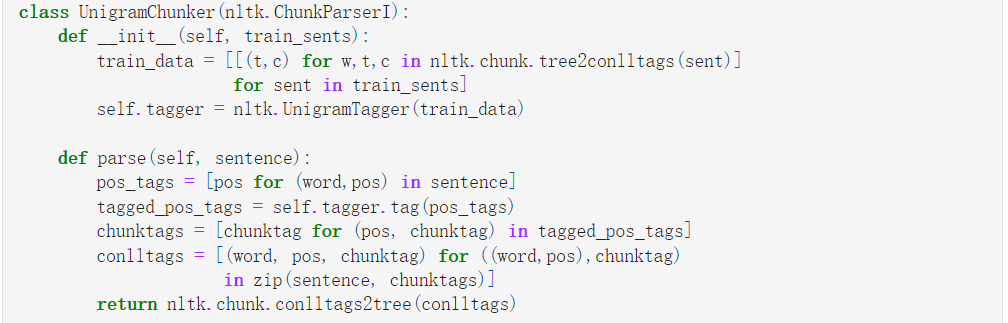 class UnigramChunker(nltk.ChunkParserI):
    def __init__(self, train_sents):
        train_data = [[(t,c) for w,t,c in nltk.chunk.tree2conlltags(sent)]
                      for sent in train_sents]
        self.tagger = nltk.UnigramTagger(train_data)

    def parse(self, sentence):
        pos_tags = [pos for (word,pos) in sentence]
        tagged_pos_tags = self.tagger.tag(pos_tags)
        chunktags = [chunktag for (pos, chunktag) in tagged_pos_tags]
        conlltags = [(word, pos, chunktag) for ((word,pos),chunktag)
                     in zip(sentence, chunktags)]
        return nltk.chunk.conlltags2tree(conlltags)